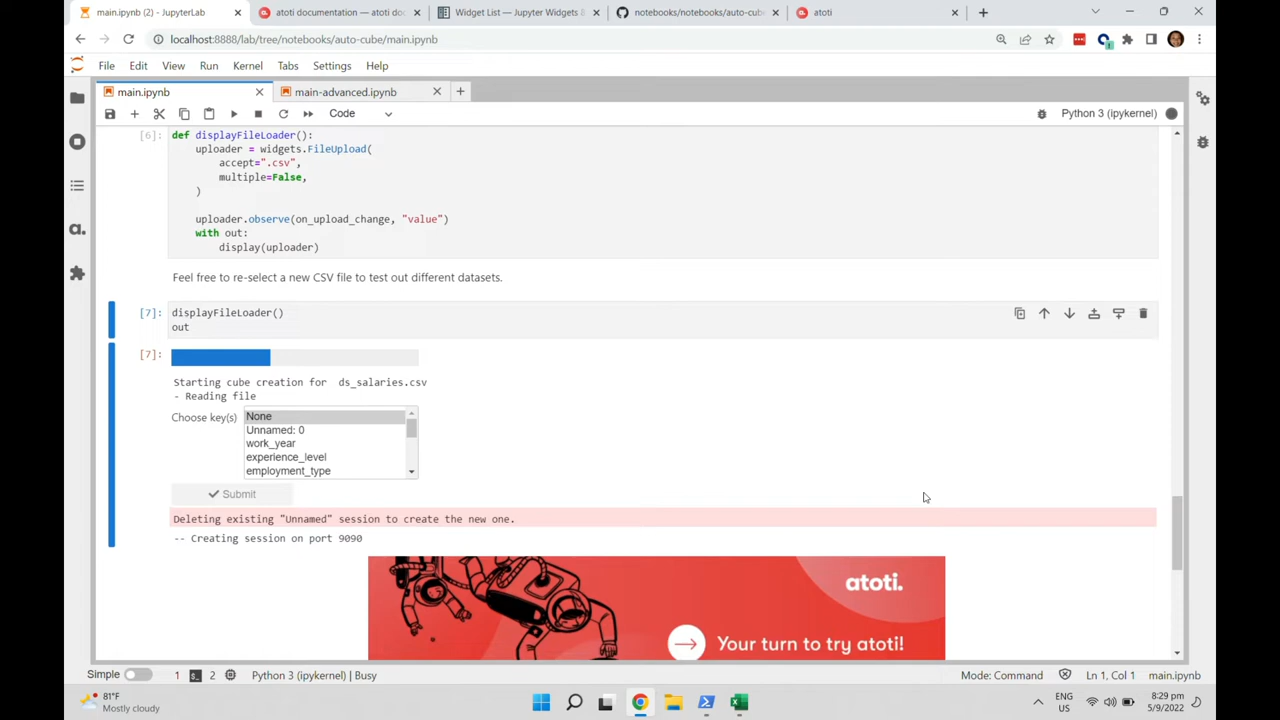 main.ipynb (2) - JupyterLab
atoti documentation — atoti doc
Widget List — Jupyter Widgets 8
notebooks/notebooks/auto-cube
atoti
localhost:8888/lab/tree/notebooks/auto-cube/main.ipynb
File Edit View Run Kernel Tabs Settings Help
main.ipynb
main-advanced.ipynb
Code
Python 3 (ipykernel)
[6]: def displayFileLoader():
uploader = widgets.FileUpload(
accept=".csv",
multiple=False,
)
uploader.observe(on_upload_change, "value")
with out:
display(uploader)
Feel free to re-select a new CSV file to test out different datasets.
[7]: displayFileLoader()
out
[7]:
Starting cube creation for ds_salaries.csv
- Reading file
Choose key(s) None
Unnamed: 0
work_year
experience_level
employment_type
Submit
Deleting existing "Unnamed" session to create the new one.
-- Creating session on port 9090
atoti.
Your turn to try atoti!
Simple 1 2 Python 3 (ipykernel) | Busy
Mode: Command Ln 1, Col 1 main.ipynb
81°F
Mostly cloudy
ENG
US
8:29 pm
5/9/2022